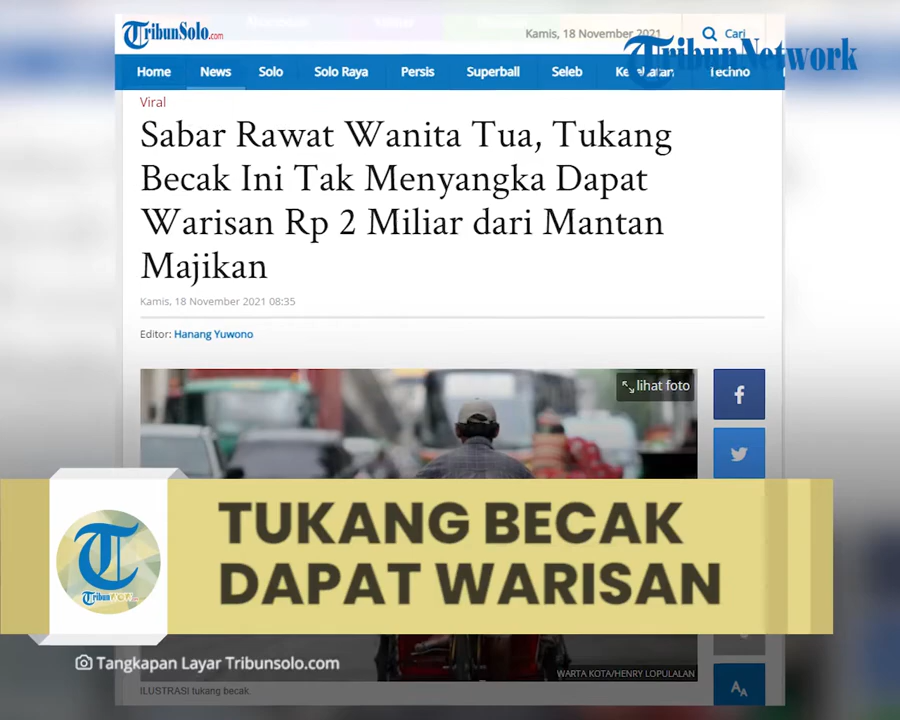 TribunSolo.com
Kamis, 18 November 2021
Cari
TribunNetwork
Home News Solo Solo Raya Persis Superball Seleb Kesehatan Techno
Viral
Sabar Rawat Wanita Tua, Tukang
Becak Ini Tak Menyangka Dapat
Warisan Rp 2 Miliar dari Mantan
Majikan
Kamis, 18 November 2021 08:35
Editor: Hanang Yuwono
lihat foto
TUKANG BECAK
DAPAT WARISAN
Tangkapan Layar Tribunsolo.com
WARTA KOTA/HENRY LOPULALAN
ILUSTRASI tukang becak.
AA